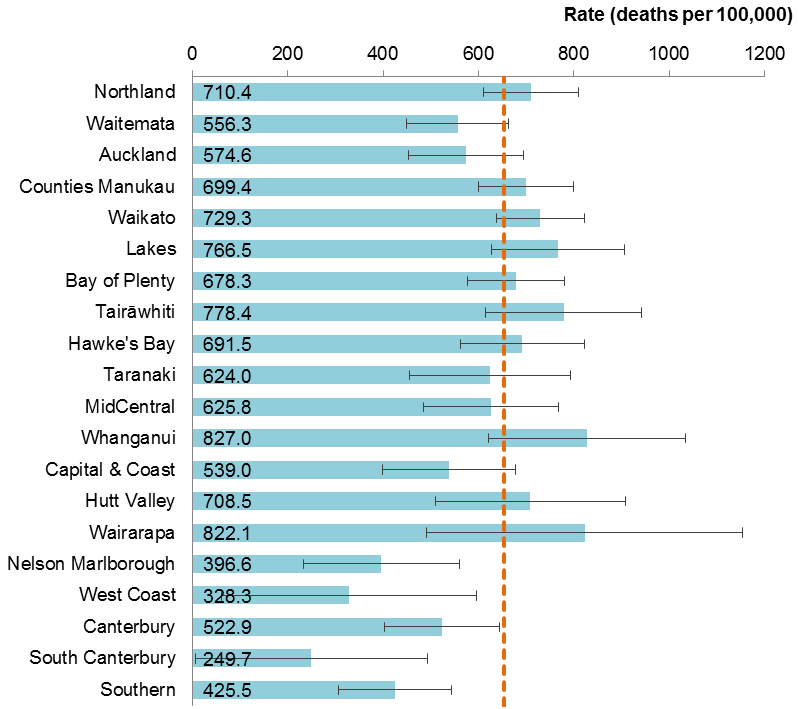 Rate (deaths per 100,000)
0 200 400 600 800 1000 1200
Northland 710.4
Waitemata 556.3
Auckland 574.6
Counties Manukau 699.4
Waikato 729.3
Lakes 766.5
Bay of Plenty 678.3
Tairāwhiti 778.4
Hawke's Bay 691.5
Taranaki 624.0
MidCentral 625.8
Whanganui 827.0
Capital & Coast 539.0
Hutt Valley 708.5
Wairarapa 822.1
Nelson Marlborough 396.6
West Coast 328.3
Canterbury 522.9
South Canterbury 249.7
Southern 425.5